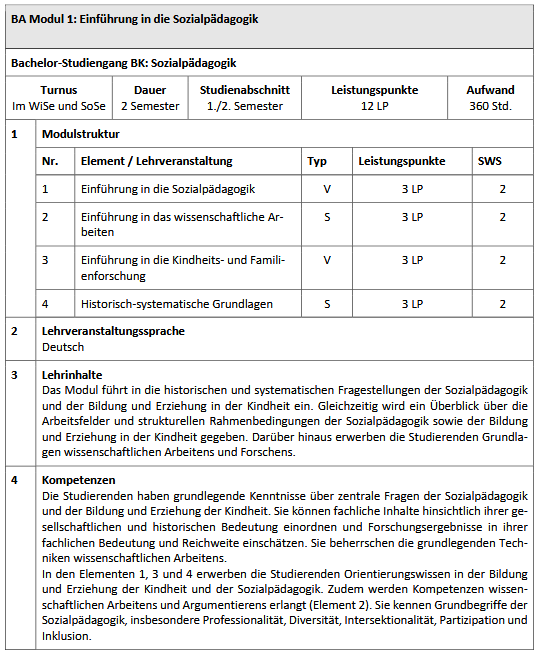 BA Modul 1: Einführung in die Sozialpädagogik
Bachelor-Studiengang BK: Sozialpädagogik
Turnus Dauer Studienabschnitt Leistungspunkte Aufwand
Im WiSe und SoSe 2 Semester 1./2. Semester 12 LP 360 Std.
1 Modulstruktur
Nr. Element / Lehrveranstaltung Typ Leistungspunkte SWS
1 Einführung in die Sozialpädagogik V 3 LP 2
2 Einführung in das wissenschaftliche Ar- S 3 LP 2
beiten
3 Einführung in die Kindheits- und Famili- V 3 LP 2
enforschung
4 Historisch-systematische Grundlagen S 3 LP 2
2 Lehrveranstaltungssprache
Deutsch
3 Lehrinhalte
Das Modul führt in die historischen und systematischen Fragestellungen der Sozialpädagogik
und der Bildung und Erziehung in der Kindheit ein. Gleichzeitig wird ein Überblick über die
Arbeitsfelder und strukturellen Rahmenbedingungen der Sozialpädagogik sowie der Bildung
und Erziehung in der Kindheit gegeben. Darüber hinaus erwerben die Studierenden Grundla-
gen wissenschaftlichen Arbeitens und Forschens.
4 Kompetenzen
Die Studierenden haben grundlegende Kenntnisse über zentrale Fragen der Sozialpädagogik
und der Bildung und Erziehung der Kindheit. Sie können fachliche Inhalte hinsichtlich ihrer ge-
sellschaftlichen und historischen Bedeutung einordnen und Forschungsergebnisse in ihrer
fachlichen Bedeutung und Reichweite einschätzen. Sie beherrschen die grundlegenden Tech-
niken wissenschaftlichen Arbeitens.
In den Elementen 1, 3 und 4 erwerben die Studierenden Orientierungswissen in der Bildung
und Erziehung der Kindheit und der Sozialpädagogik. Zudem werden Kompetenzen wissen-
schaftlichen Arbeitens und Argumentierens erlangt (Element 2). Sie kennen Grundbegriffe der
Sozialpädagogik, insbesondere Professionalität, Diversität, Intersektionalität, Partizipation und
Inklusion.